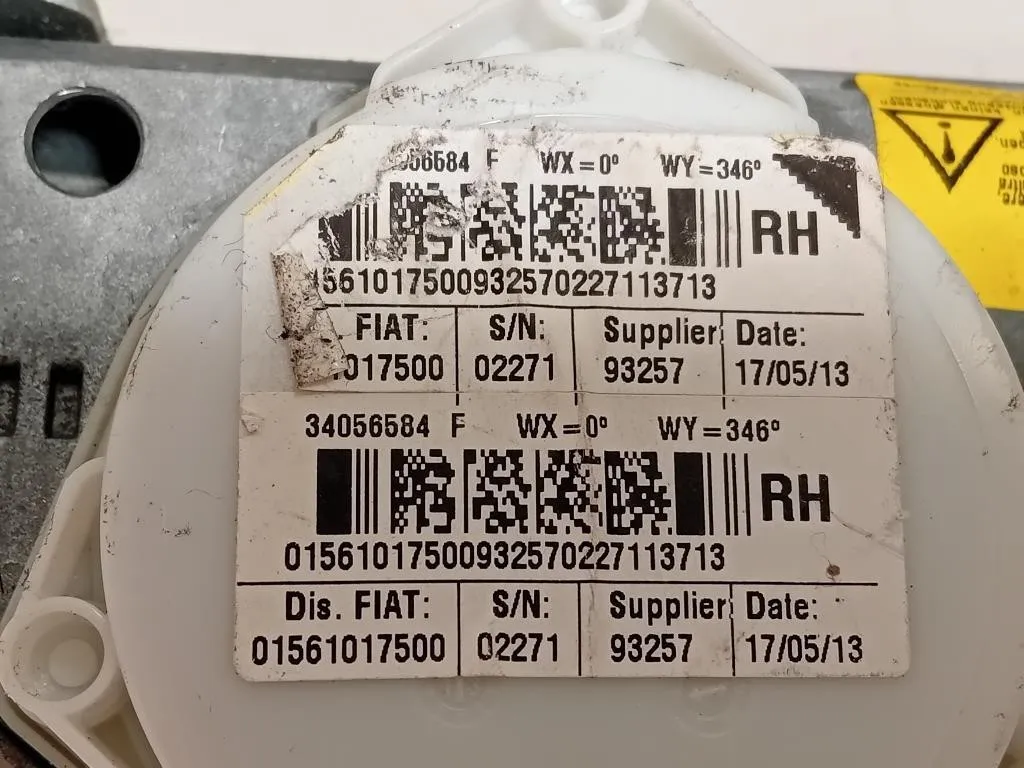 056584 F WX=0° WY=346°
RH
1561017500932570227113713
FIAT: S/N: Supplier: Date:
017500 02271 93257 17/05/13
34056584 F WX=0° WY=346°
RH
01561017500932570227113713
Dis. FIAT: S/N: Supplier: Date:
01561017500 02271 93257 17/05/13